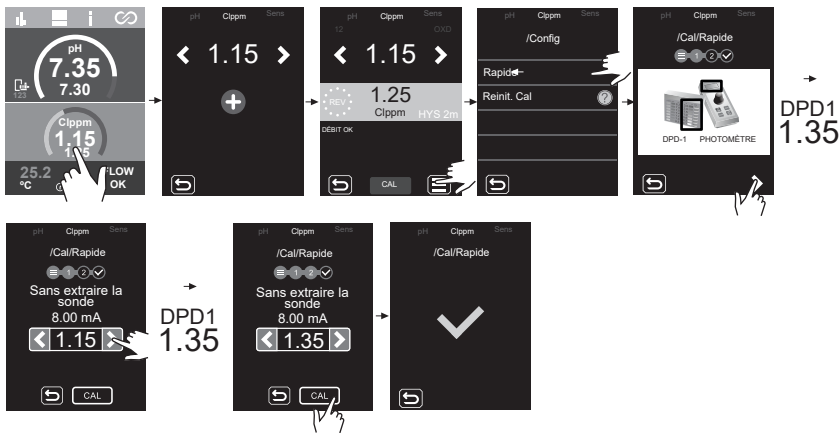 pH
7.35
7.30
123
Clppm
1.15
25.2
°C
FLOW
OK
pH Clppm Sens
1.15
pH Clppm Sens
12 OXD
1.15
REV
1.25
Clppm
HYS 2m
DÉBIT OK
CAL
pH Clppm Sens
/Config
Rapide
Reinit. Cal ?
pH Clppm Sens
/Cal/Rapide
1 2
DPD-1 PHOTOMÈTRE
DPD1
1.35
pH Clppm Sens
/Cal/Rapide
1 2
Sans extraire la
sonde
8.00 mA
1.15
CAL
DPD1
1.35
pH Clppm Sens
/Cal/Rapide
1 2
Sans extraire la
sonde
8.00 mA
1.35
CAL
pH Clppm Sens
/Cal/Rapide